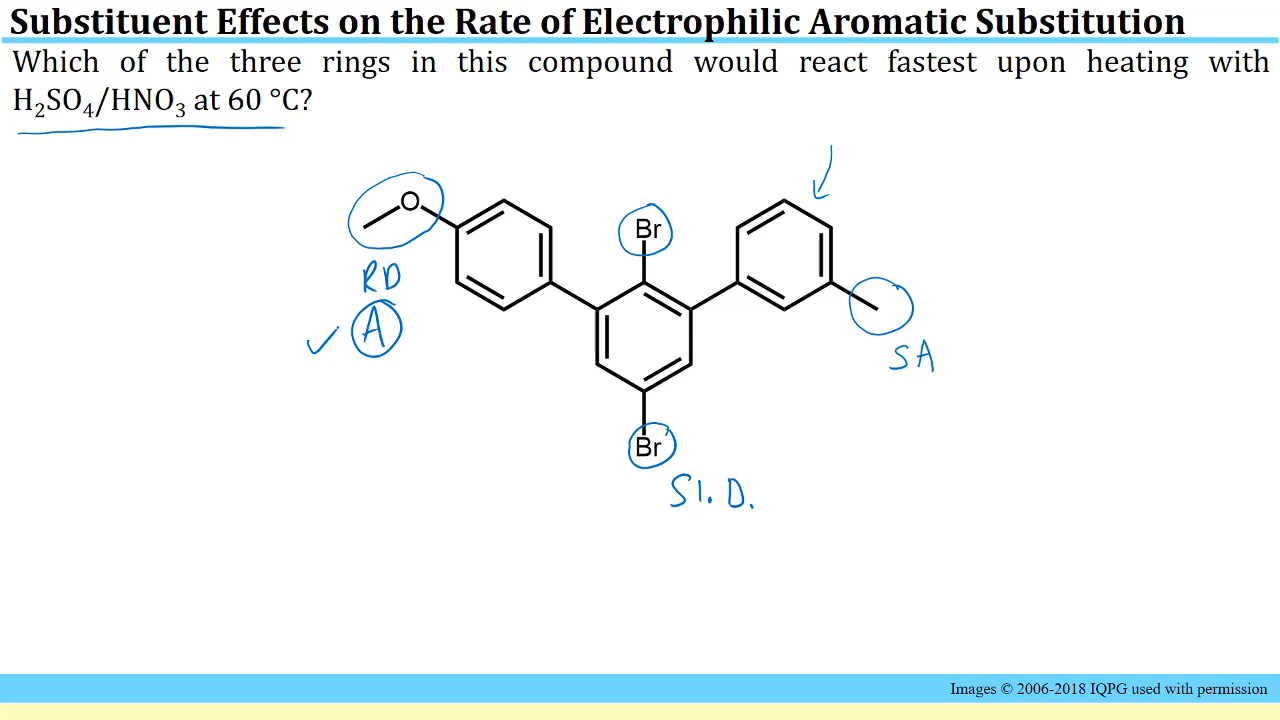 Substituent Effects on the Rate of Electrophilic Aromatic Substitution
Which of the three rings in this compound would react fastest upon heating with
H₂SO₄/HNO₃ at 60 °C?
O
Br
RD
A
SA
Br
Sl. D.
Images © 2006-2018 IQPG used with permission